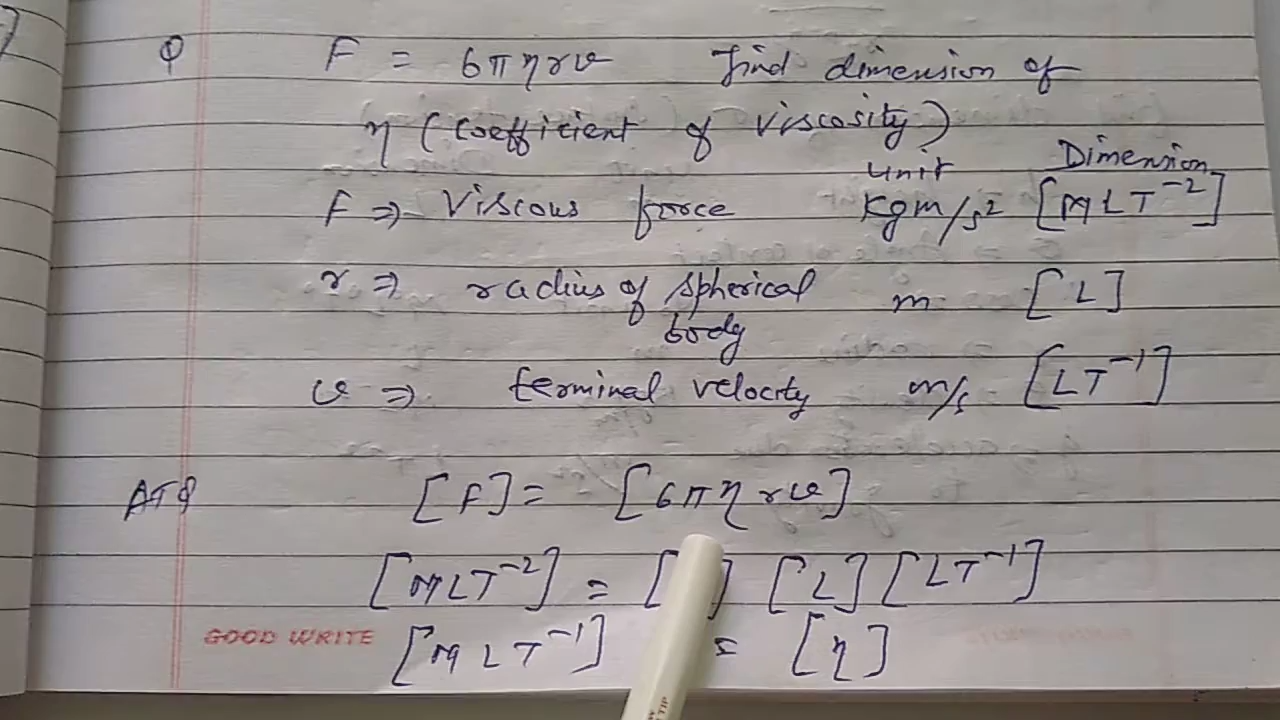 Q F = 6πηrv find dimension of
η (coefficient of viscosity)
unit Dimension
F ⇒ Viscous force Kgm/s² [MLT⁻²]
r ⇒ radius of spherical m [L]
body
v ⇒ terminal velocity m/s [LT⁻¹]
ATQ [F] = [6πηrv]
[MLT⁻²] = [ ] [L] [LT⁻¹]
GOOD WRITE
[MLT⁻¹] = [η]